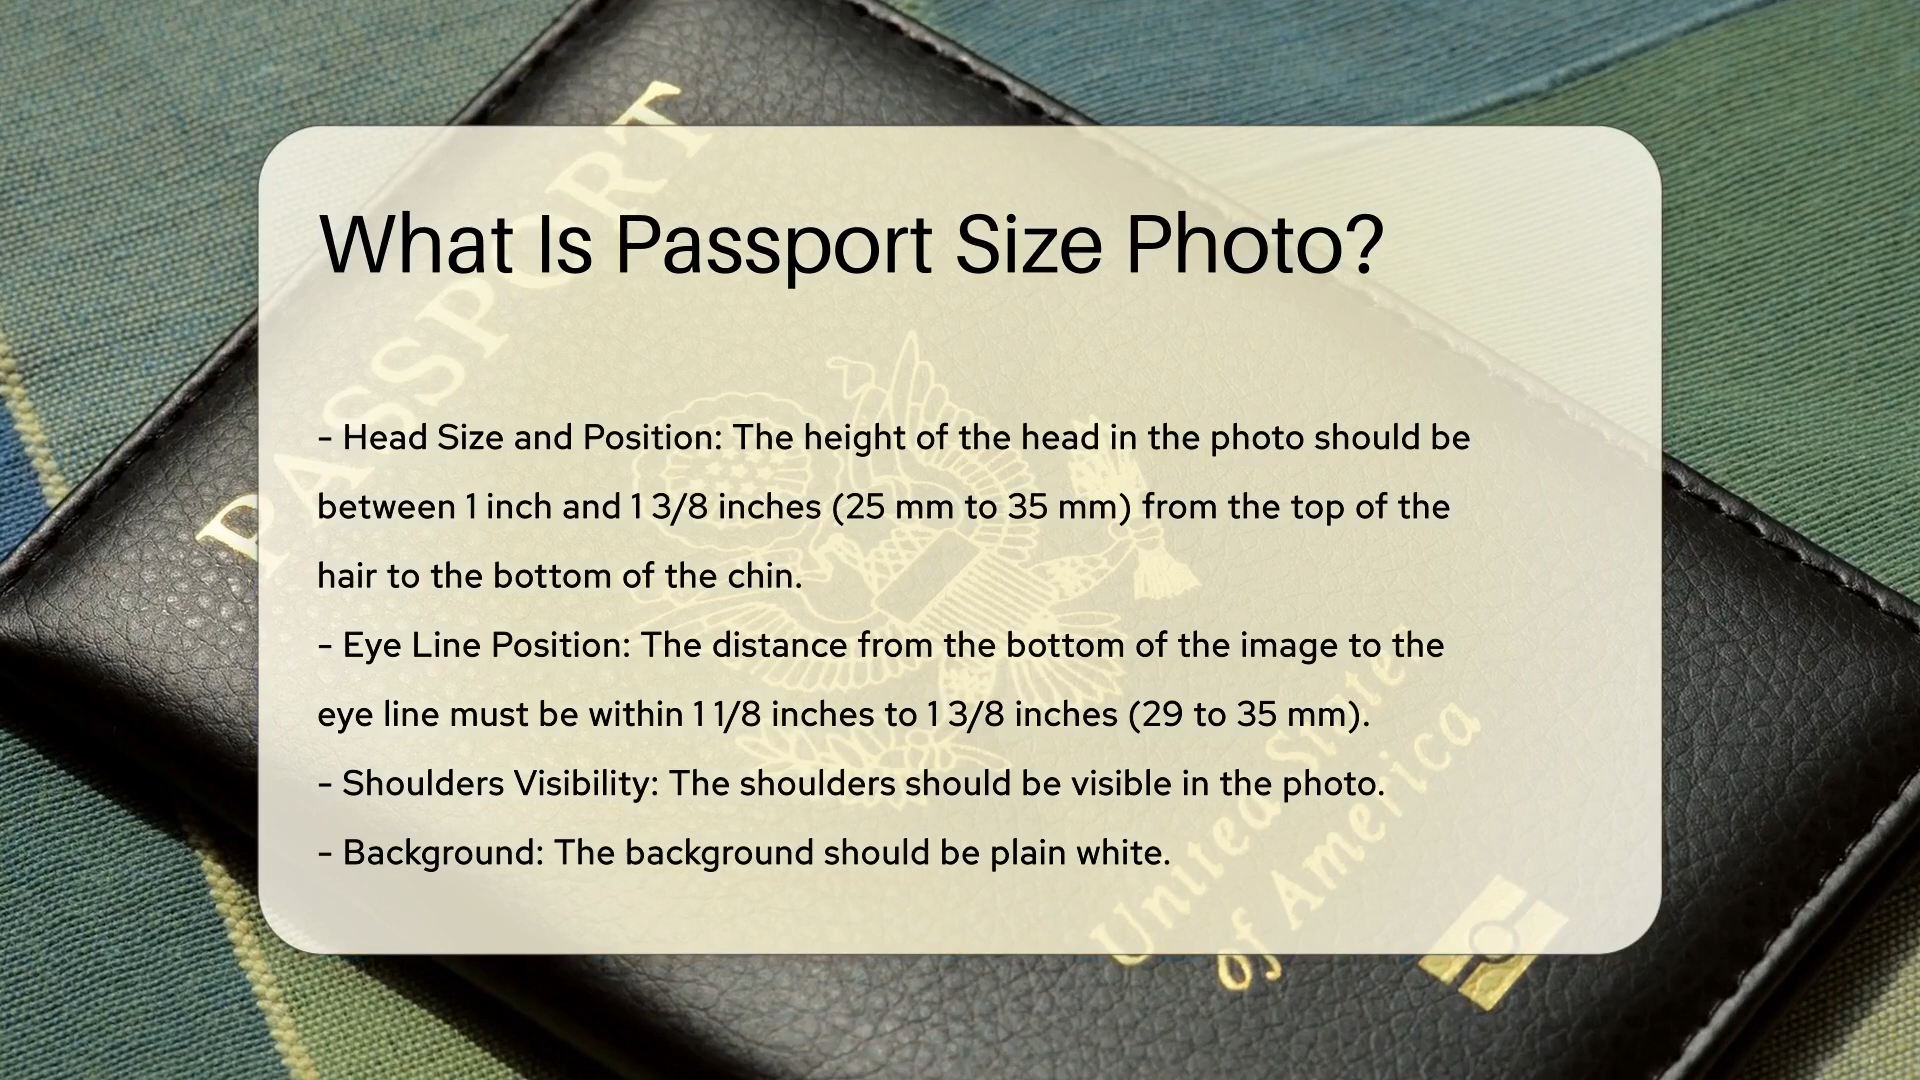 PASSPORT
What Is Passport Size Photo?
- Head Size and Position: The height of the head in the photo should be
between 1 inch and 1 3/8 inches (25 mm to 35 mm) from the top of the
hair to the bottom of the chin.
- Eye Line Position: The distance from the bottom of the image to the
eye line must be within 1 1/8 inches to 1 3/8 inches (29 to 35 mm).
- Shoulders Visibility: The shoulders should be visible in the photo.
- Background: The background should be plain white.
United States
of America